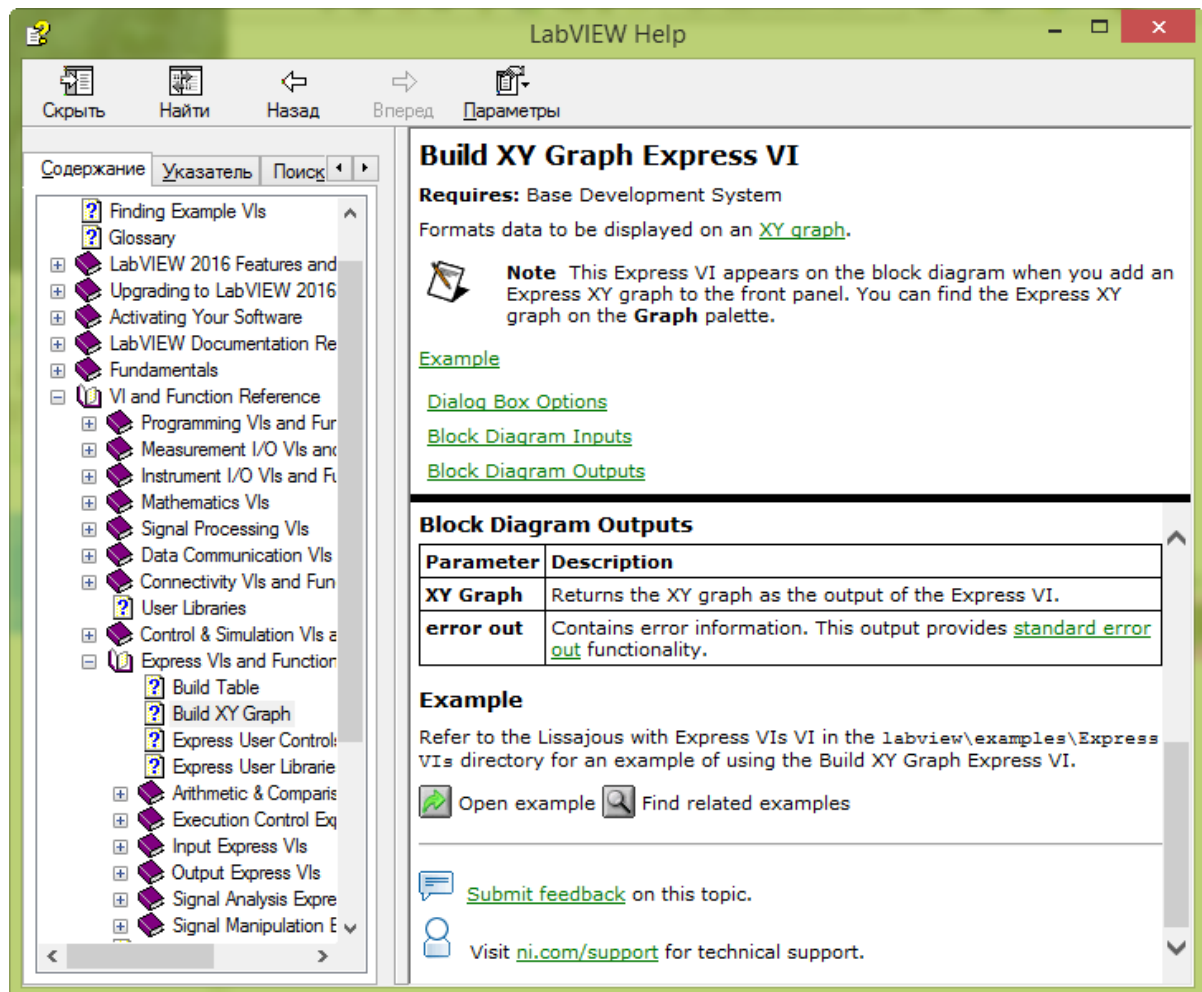 LabVIEW Help
Скрыть
Найти
Назад
Вперед
Параметры
Содержание
Указатель
Поиск
Finding Example VIs
Glossary
LabVIEW 2016 Features and
Upgrading to LabVIEW 2016
Activating Your Software
LabVIEW Documentation Re
Fundamentals
VI and Function Reference
Programming VIs and Fun
Measurement I/O VIs and
Instrument I/O VIs and Fu
Mathematics VIs
Signal Processing VIs
Data Communication VIs
Connectivity VIs and Fun
User Libraries
Control & Simulation VIs a
Express VIs and Function
Build Table
Build XY Graph
Express User Controls
Express User Librarie
Arithmetic & Comparis
Execution Control Exp
Input Express VIs
Output Express VIs
Signal Analysis Expre
Signal Manipulation E
Build XY Graph Express VI
Requires: Base Development System
Formats data to be displayed on an XY graph.
Note This Express VI appears on the block diagram when you add an
Express XY graph to the front panel. You can find the Express XY
graph on the Graph palette.
Example
Dialog Box Options
Block Diagram Inputs
Block Diagram Outputs
Block Diagram Outputs
Parameter Description
XY Graph Returns the XY graph as the output of the Express VI.
error out Contains error information. This output provides standard error
out functionality.
Example
Refer to the Lissajous with Express VIs VI in the labview\examples\Express
VIs directory for an example of using the Build XY Graph Express VI.
Open example Find related examples
Submit feedback on this topic.
Visit ni.com/support for technical support.